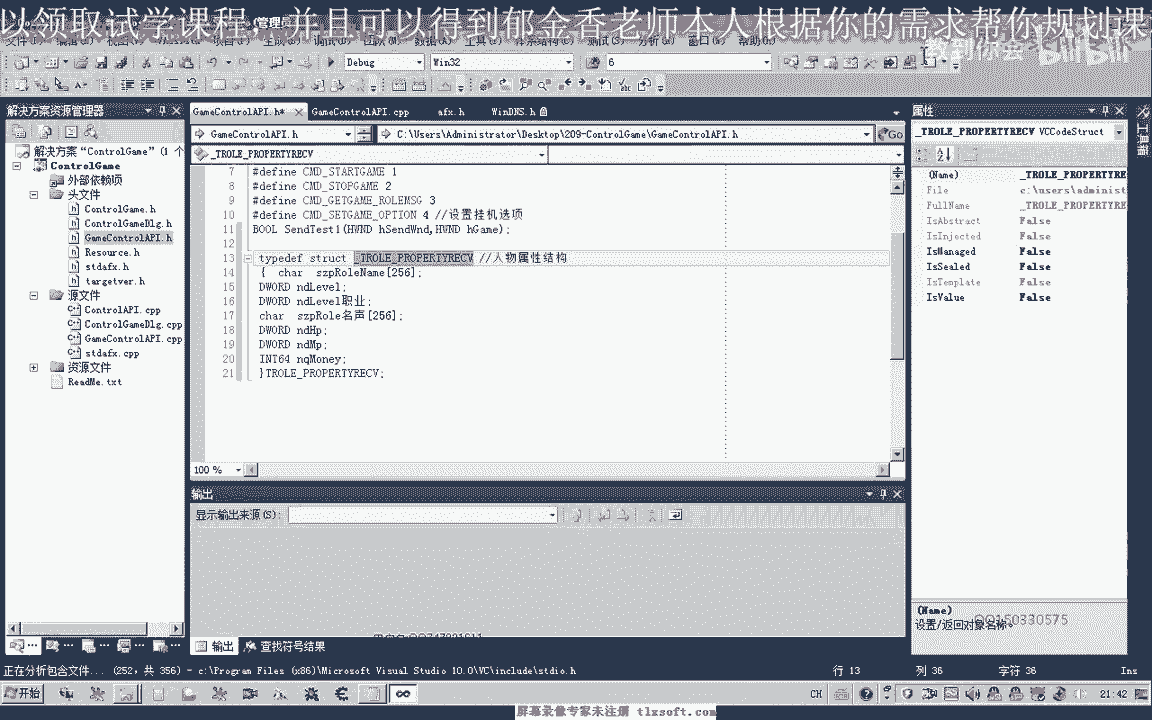 以领取试学课程，并且可以得到郁金香老师本人根据你的需求帮你规划课
教到你会 bilibili
Debug Win32 6
解决方案资源管理器
解决方案"ControlGame" (1 个
ControlGame
外部依赖项
头文件
ControlGame.h
ControlGameDlg.h
GameControlAPI.h
Resource.h
stdafx.h
targetver.h
源文件
ControlAPI.cpp
ControlGameDlg.cpp
GameControlAPI.cpp
stdafx.cpp
资源文件
ReadMe.txt
GameControlAPI.h* GameControlAPI.cpp afx.h WinDNS.h
GameControlAPI.h C:\Users\Administrator\Desktop\209-ControlGame\GameControlAPI.h Go
_TROLE_PROPERTYRECV
7 #define CMD_STARTGAME 1
8 #define CMD_STOPGAME 2
9 #define CMD_GETGAME_ROLEMSG 3
10 #define CMD_SETGAME_OPTION 4 //设置挂机选项
11 BOOL SendTest1(HWND hSendWnd,HWND hGame);
12
13 typedef struct _TROLE_PROPERTYRECV //人物属性结构
14 { char szpRoleName[256];
15 DWORD ndLevel;
16 DWORD ndLevel职业;
17 char szpRole名声[256];
18 DWORD ndHp;
19 DWORD ndMp;
20 INT64 nqMoney;
21 }TROLE_PROPERTYRECV;
100 %
输出
显示输出来源(S):
输出 查找符号结果
属性
_TROLE_PROPERTYRECV VCCodeStruct
(Name) _TROLE_PROPERTYRE
File c:\users\administ
FullName _TROLE_PROPERTYRE
IsAbstract False
IsInjected False
IsManaged False
IsSealed False
IsTemplate False
IsValue False
(Name)
设置/返回对象名称。
QQ150330575
工具箱
正在分析包含文件... (252, 共 356) - c:\Program Files (x86)\Microsoft Visual Studio 10.0\VC\include\stdio.h 行 13 列 36 字符 36 Ins
开始 CH 21:42
屏幕录像专家未注册 tlxsoft.com